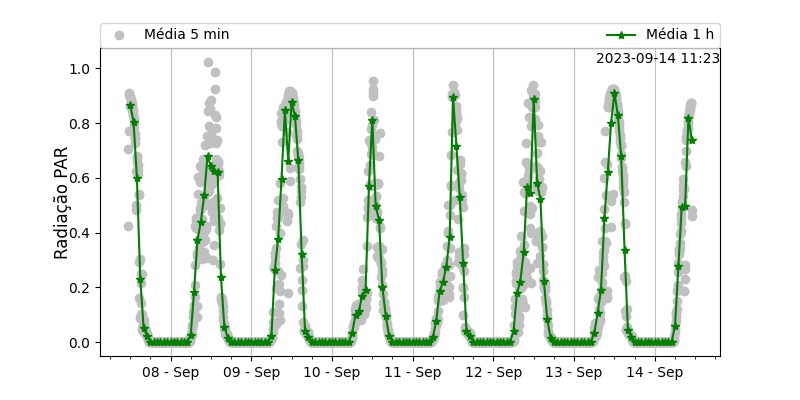 Média 5 min
Média 1 h
2023-09-14 11:23
Radiação PAR
1.0
0.8
0.6
0.4
0.2
0.0
08 - Sep
09 - Sep
10 - Sep
11 - Sep
12 - Sep
13 - Sep
14 - Sep